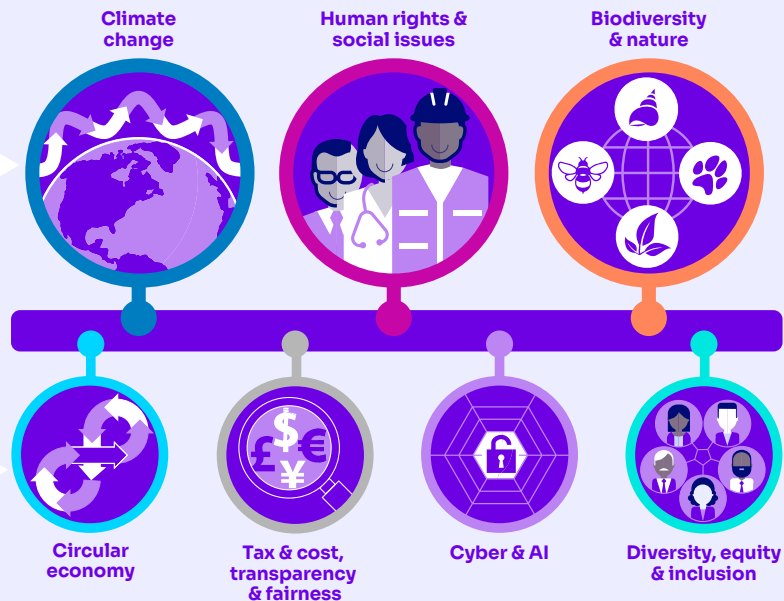 Climate
change
Human rights &
social issues
Biodiversity
& nature
$
£
€
¥
Circular
economy
Tax & cost,
transparency
& fairness
Cyber & AI
Diversity, equity
& inclusion